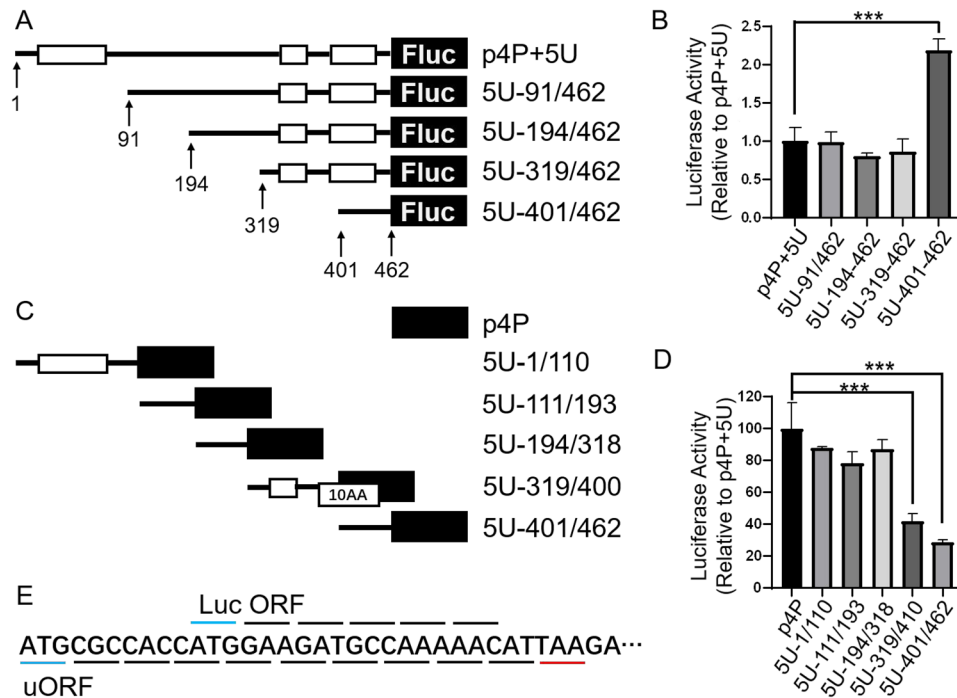 A
Fluc p4P+5U
1
Fluc 5U-91/462
91
Fluc 5U-194/462
194
Fluc 5U-319/462
319
Fluc 5U-401/462
401 462
B
Luciferase Activity
(Relative to p4P+5U)
***
2.5
2.0
1.5
1.0
0.5
0.0
p4P+5U
5U-91/462
5U-194-462
5U-319-462
5U-401-462
C
p4P
5U-1/110
5U-111/193
5U-194/318
10AA 5U-319/400
5U-401/462
D
Luciferase Activity
(Relative to p4P+5U)
***
***
120
100
80
60
40
20
0
p4P
5U-1/110
5U-111/193
5U-194/318
5U-319/410
5U-401/462
E
Luc ORF
ATGCGCCACCATGGAAGATGCCAAAAACATTAAGA···
uORF